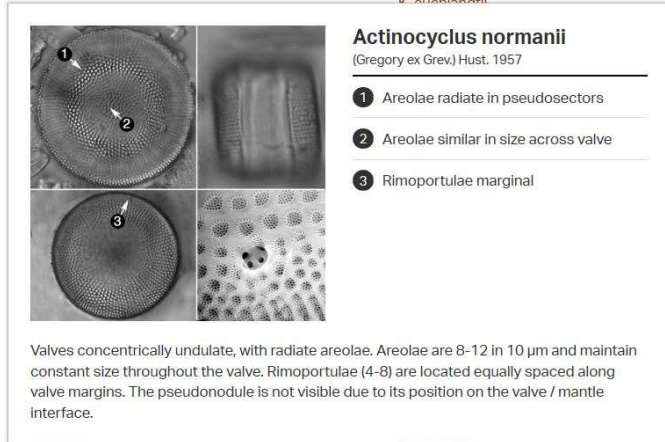 Actinocyclus normanii
(Gregory ex Grev.) Hust. 1957
1 Areolae radiate in pseudosectors
2 Areolae similar in size across valve
3 Rimoportulae marginal
1
2
3
Valves concentrically undulate, with radiate areolae. Areolae are 8-12 in 10 µm and maintain
constant size throughout the valve. Rimoportulae (4-8) are located equally spaced along
valve margins. The pseudonodule is not visible due to its position on the valve / mantle
interface.